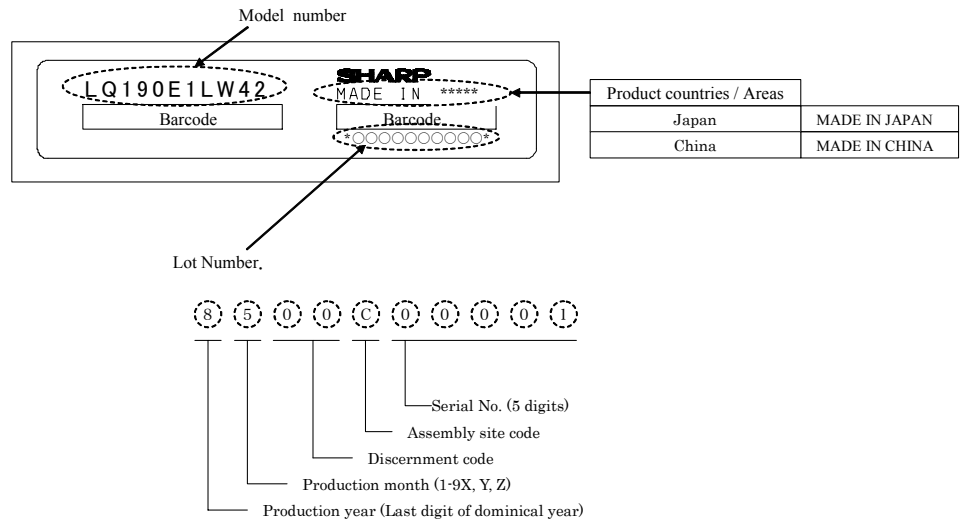 Model number
SHARP
LQ190E1LW42
MADE IN *****
Barcode
Barcode
*○○○○○○○○○○*
Product countries / Areas
Japan MADE IN JAPAN
China MADE IN CHINA
Lot Number.
8 5 0 0 C 0 0 0 0 1
Serial No. (5 digits)
Assembly site code
Discernment code
Production month (1-9X, Y, Z)
Production year (Last digit of dominical year)